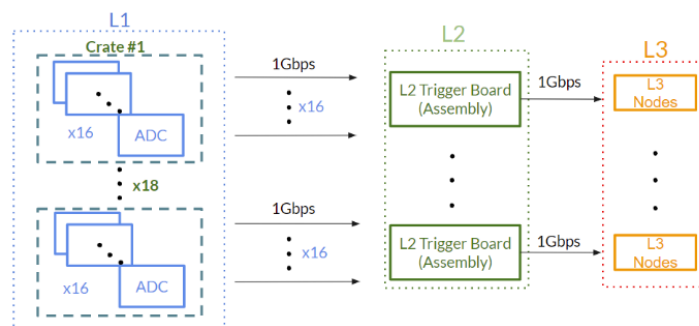 L1
L2
L3
Crate #1
x16
ADC
1Gbps
x16
L2 Trigger Board
(Assembly)
1Gbps
L3
Nodes
x18
x16
ADC
1Gbps
x16
L2 Trigger Board
(Assembly)
1Gbps
L3
Nodes